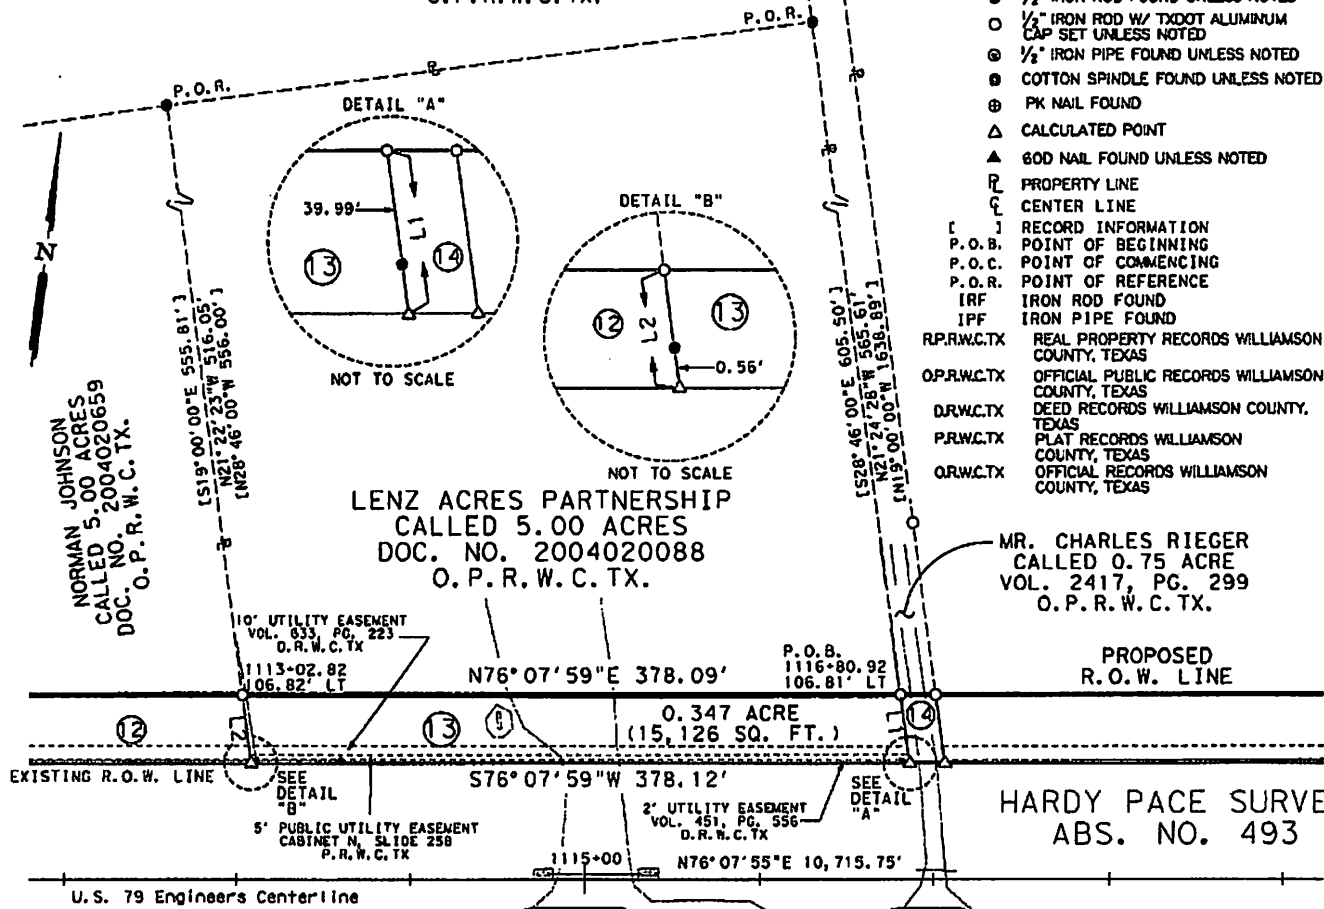 P.O.R.
½" IRON ROD W/ TXDOT ALUMINUM
CAP SET UNLESS NOTED
½" IRON PIPE FOUND UNLESS NOTED
COTTON SPINDLE FOUND UNLESS NOTED
PK NAIL FOUND
CALCULATED POINT
60D NAIL FOUND UNLESS NOTED
PROPERTY LINE
CENTER LINE
[ ] RECORD INFORMATION
P.O.B. POINT OF BEGINNING
P.O.C. POINT OF COMMENCING
P.O.R. POINT OF REFERENCE
IRF IRON ROD FOUND
IPF IRON PIPE FOUND
R.P.R.W.C.TX REAL PROPERTY RECORDS WILLIAMSON
COUNTY, TEXAS
O.P.R.W.C.TX OFFICIAL PUBLIC RECORDS WILLIAMSON
COUNTY, TEXAS
D.R.W.C.TX DEED RECORDS WILLIAMSON COUNTY,
TEXAS
P.R.W.C.TX PLAT RECORDS WILLIAMSON
COUNTY, TEXAS
O.R.W.C.TX OFFICIAL RECORDS WILLIAMSON
COUNTY, TEXAS
P.O.R.
DETAIL "A"
39.99'
L1
13
14
NOT TO SCALE
DETAIL "B"
12
L2
13
0.56'
NOT TO SCALE
N
[S19°00'00"E 555.81']
N21°22'23"W 516.05'
[N28°46'00"W 556.00']
[S28°46'00"E 605.50']
N21°24'28"W 565.61'
[N19°00'00"W 1638.89']
NORMAN JOHNSON
CALLED 5.00 ACRES
DOC. NO. 2004020659
O.P.R.W.C.TX.
LENZ ACRES PARTNERSHIP
CALLED 5.00 ACRES
DOC. NO. 2004020088
O.P.R.W.C.TX.
MR. CHARLES RIEGER
CALLED 0.75 ACRE
VOL. 2417, PG. 299
O.P.R.W.C.TX.
10' UTILITY EASEMENT
VOL. 633, PG. 223
D.R.W.C.TX
1113+02.82
106.82' LT
N76°07'59"E 378.09'
P.O.B.
1116+80.92
106.81' LT
PROPOSED
R.O.W. LINE
12
L2
13
0.347 ACRE
(15,126 SQ. FT.)
L1
14
EXISTING R.O.W. LINE
SEE
DETAIL
"B"
S76°07'59"W 378.12'
SEE
DETAIL
"A"
5' PUBLIC UTILITY EASEMENT
CABINET N, SLIDE 258
P.R.W.C.TX
2' UTILITY EASEMENT
VOL. 451, PG. 556
D.R.W.C.TX
HARDY PACE SURVE
ABS. NO. 493
1115+00
N76°07'55"E 10,715.75'
U.S. 79 Engineers Centerline